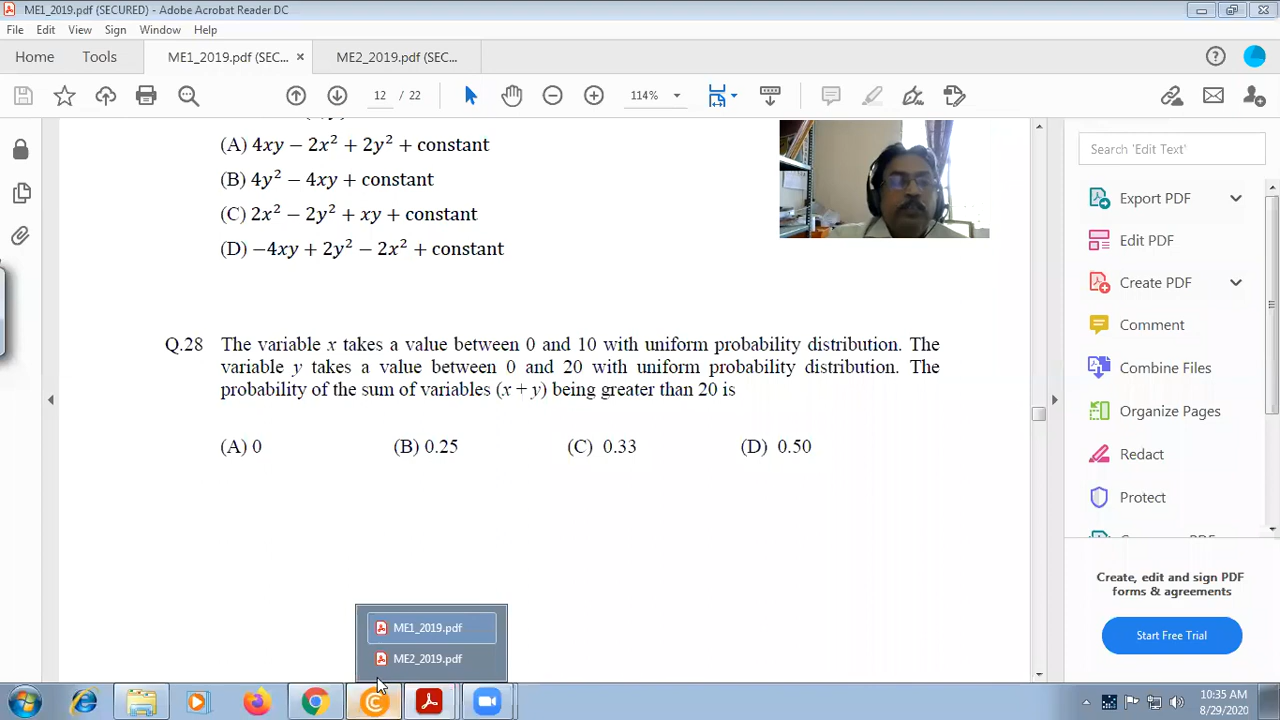 ME1_2019.pdf (SECURED) - Adobe Acrobat Reader DC
File Edit View Sign Window Help
Home Tools ME1_2019.pdf (SEC... × ME2_2019.pdf (SEC...
12 / 22 114%
(A) 4xy − 2x² + 2y² + constant
(B) 4y² − 4xy + constant
(C) 2x² − 2y² + xy + constant
(D) −4xy + 2y² − 2x² + constant
Q.28 The variable x takes a value between 0 and 10 with uniform probability distribution. The
variable y takes a value between 0 and 20 with uniform probability distribution. The
probability of the sum of variables (x + y) being greater than 20 is
(A) 0 (B) 0.25 (C) 0.33 (D) 0.50
Search 'Edit Text'
Export PDF
Edit PDF
Create PDF
Comment
Combine Files
Organize Pages
Redact
Protect
Create, edit and sign PDF
forms & agreements
Start Free Trial
ME1_2019.pdf
ME2_2019.pdf
10:35 AM
8/29/2020